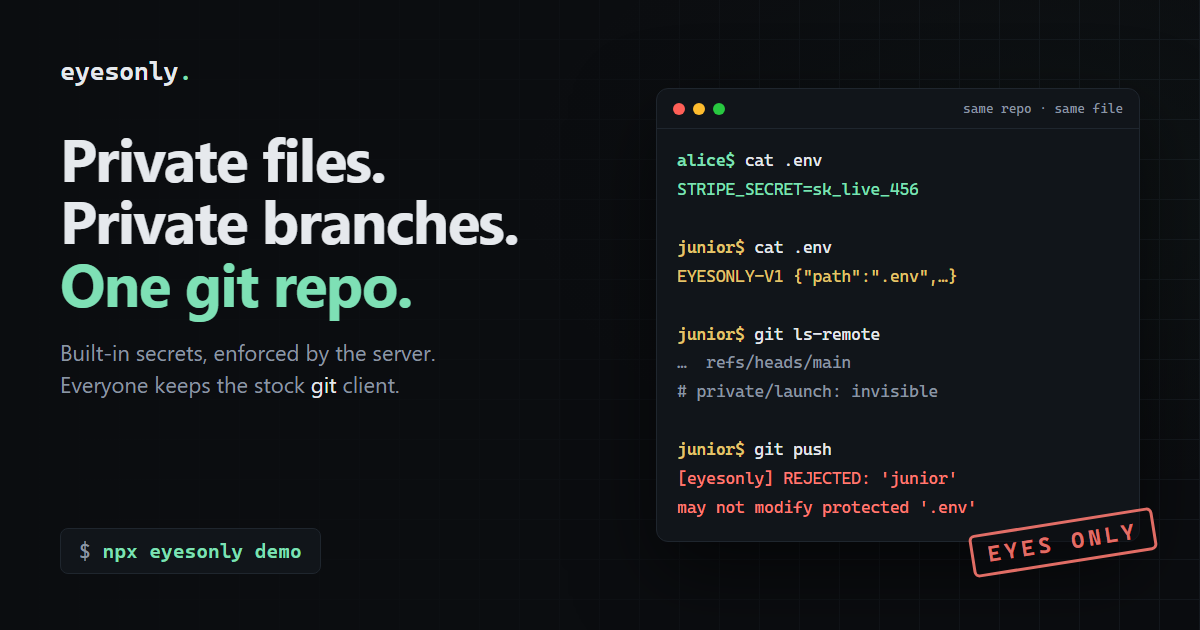 eyesonly.
Private files.
Private branches.
One git repo.
Built-in secrets, enforced by the server.
Everyone keeps the stock git client.
$ npx eyesonly demo
same repo · same file
alice$ cat .env
STRIPE_SECRET=sk_live_456
junior$ cat .env
EYESONLY-V1 {"path":".env",…}
junior$ git ls-remote
…  refs/heads/main
# private/launch: invisible
junior$ git push
[eyesonly] REJECTED: 'junior'
may not modify protected '.env'
EYES ONLY